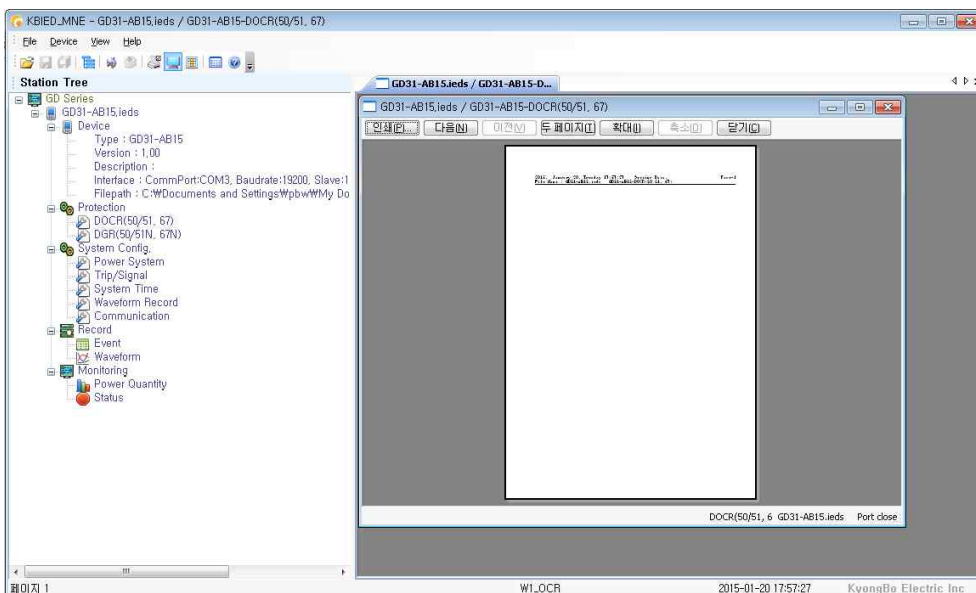 KBIED_MNE - GD31-AB15.ieds / GD31-AB15-DOCR(50/51, 67)
File Device View Help
Station Tree
GD Series
GD31-AB15.ieds
Device
Type : GD31-AB15
Version : 1.00
Description :
Interface : CommPort:COM3, Baudrate:19200, Slave:1
Filepath : C:₩Documents and Settings₩pbw₩My Do
Protection
DOCR(50/51, 67)
DGR(50/51N, 67N)
System Config.
Power System
Trip/Signal
System Time
Waveform Record
Communication
Record
Event
Waveform
Monitoring
Power Quantity
Status
GD31-AB15.ieds / GD31-AB15-D...
GD31-AB15.ieds / GD31-AB15-DOCR(50/51, 67)
인쇄(P)... 다음(N) 이전(V) 두 페이지(T) 확대(I) 축소(O) 닫기(C)
DOCR(50/51, 6 GD31-AB15.ieds Port close
페이지 1 W1_OCR 2015-01-20 17:57:27 KyongBo Electric Inc